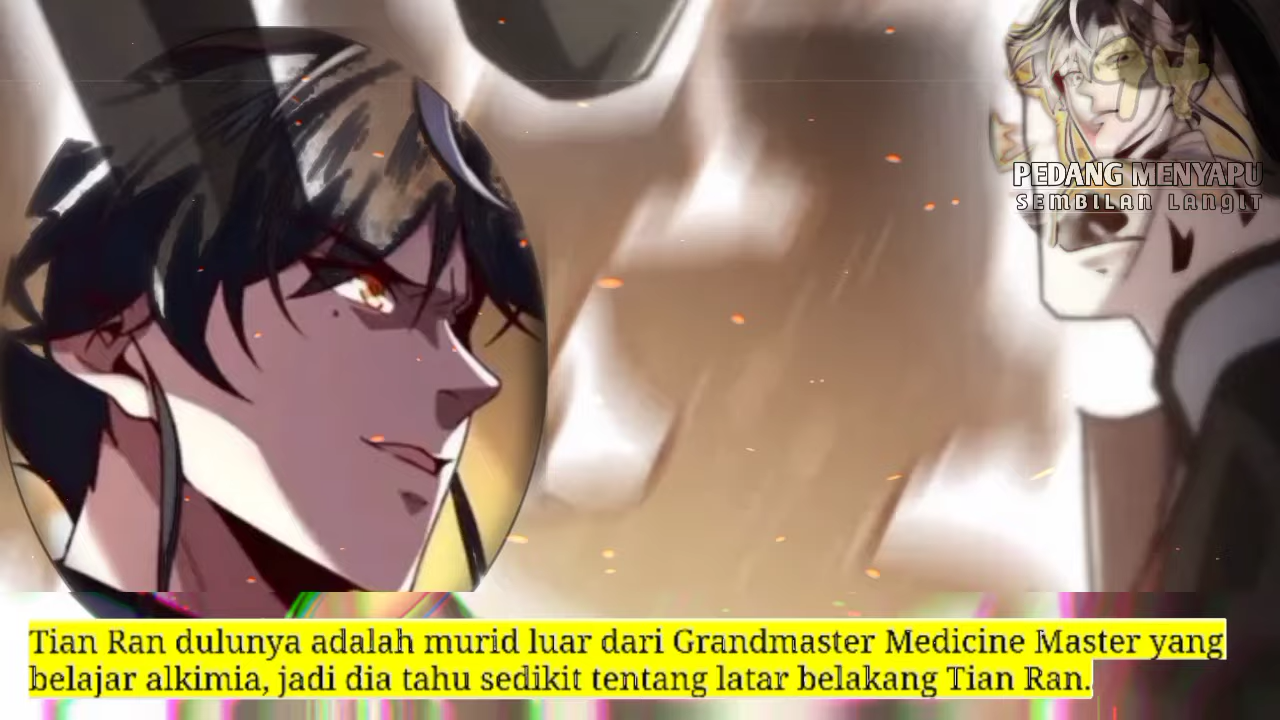 PEDANG MENYAPU
SEMBILAN LANGIT
Tian Ran dulunya adalah murid luar dari Grandmaster Medicine Master yang
belajar alkimia, jadi dia tahu sedikit tentang latar belakang Tian Ran.